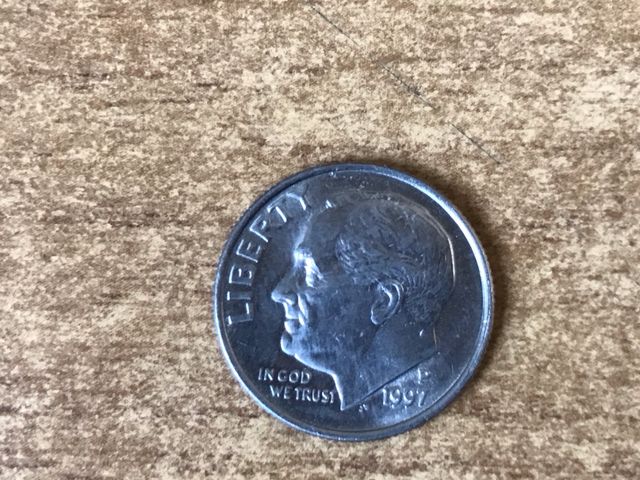 LIBERTY
IN GOD
WE TRUST
P
1997